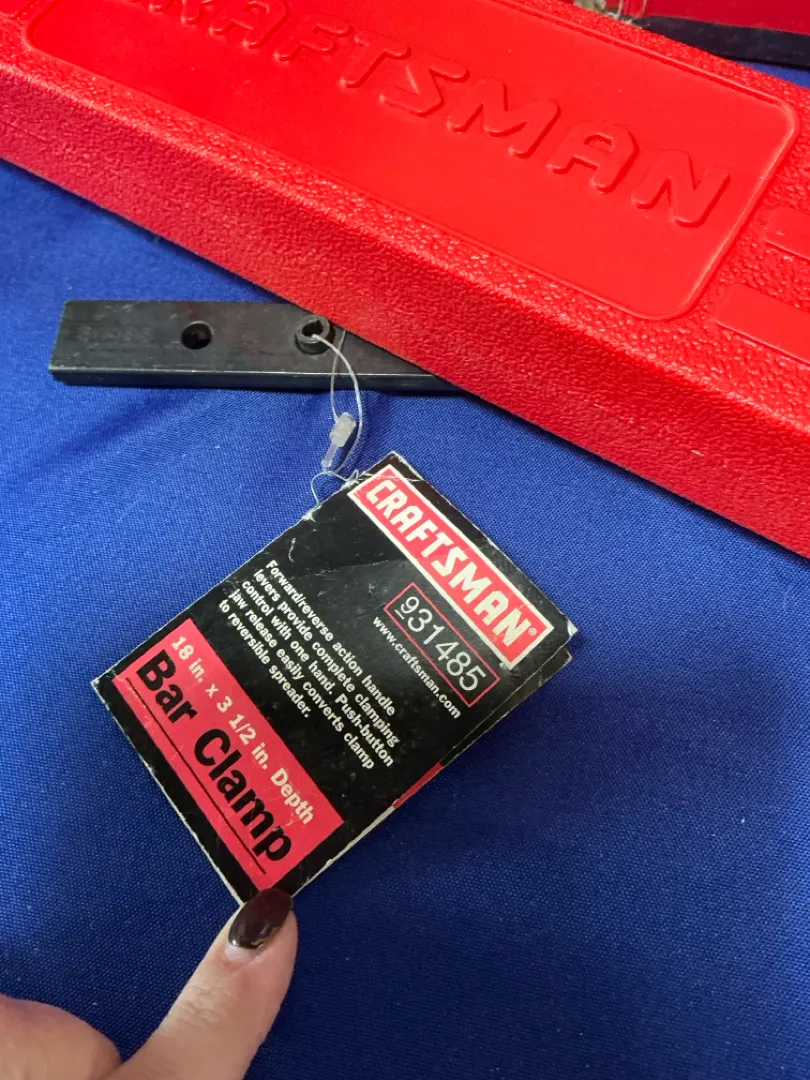 CRAFTSMAN
CRAFTSMAN®
931485
www.craftsman.com
Forward/reverse action handle
levers provide complete clamping
control with one hand. Push-button
jaw release easily converts clamp
to reversible spreader.
18 in. x 3 1/2 in. Depth
Bar Clamp